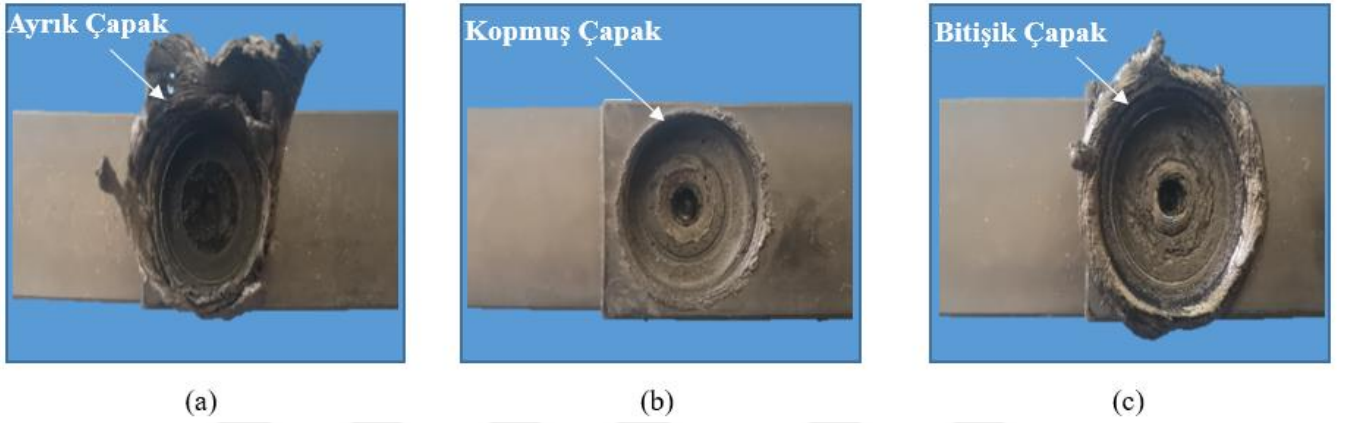 Ayrık Çapak
Kopmuş Çapak
Bitişik Çapak
(a)
(b)
(c)